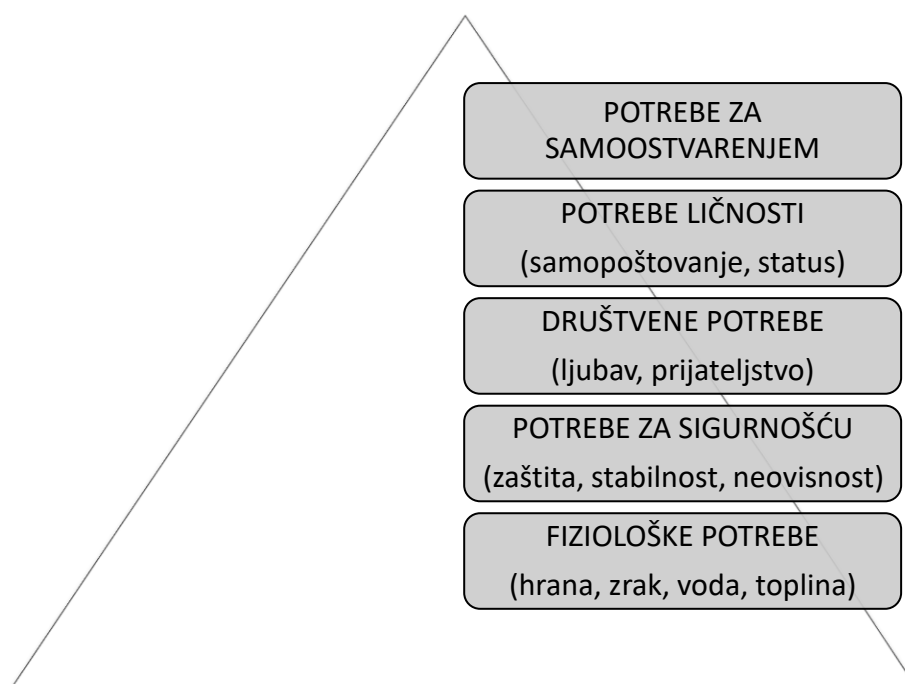 POTREBE ZA
SAMOOSTVARENJEM
POTREBE LIČNOSTI
(samopoštovanje, status)
DRUŠTVENE POTREBE
(ljubav, prijateljstvo)
POTREBE ZA SIGURNOŠĆU
(zaštita, stabilnost, neovisnost)
FIZIOLOŠKE POTREBE
(hrana, zrak, voda, toplina)